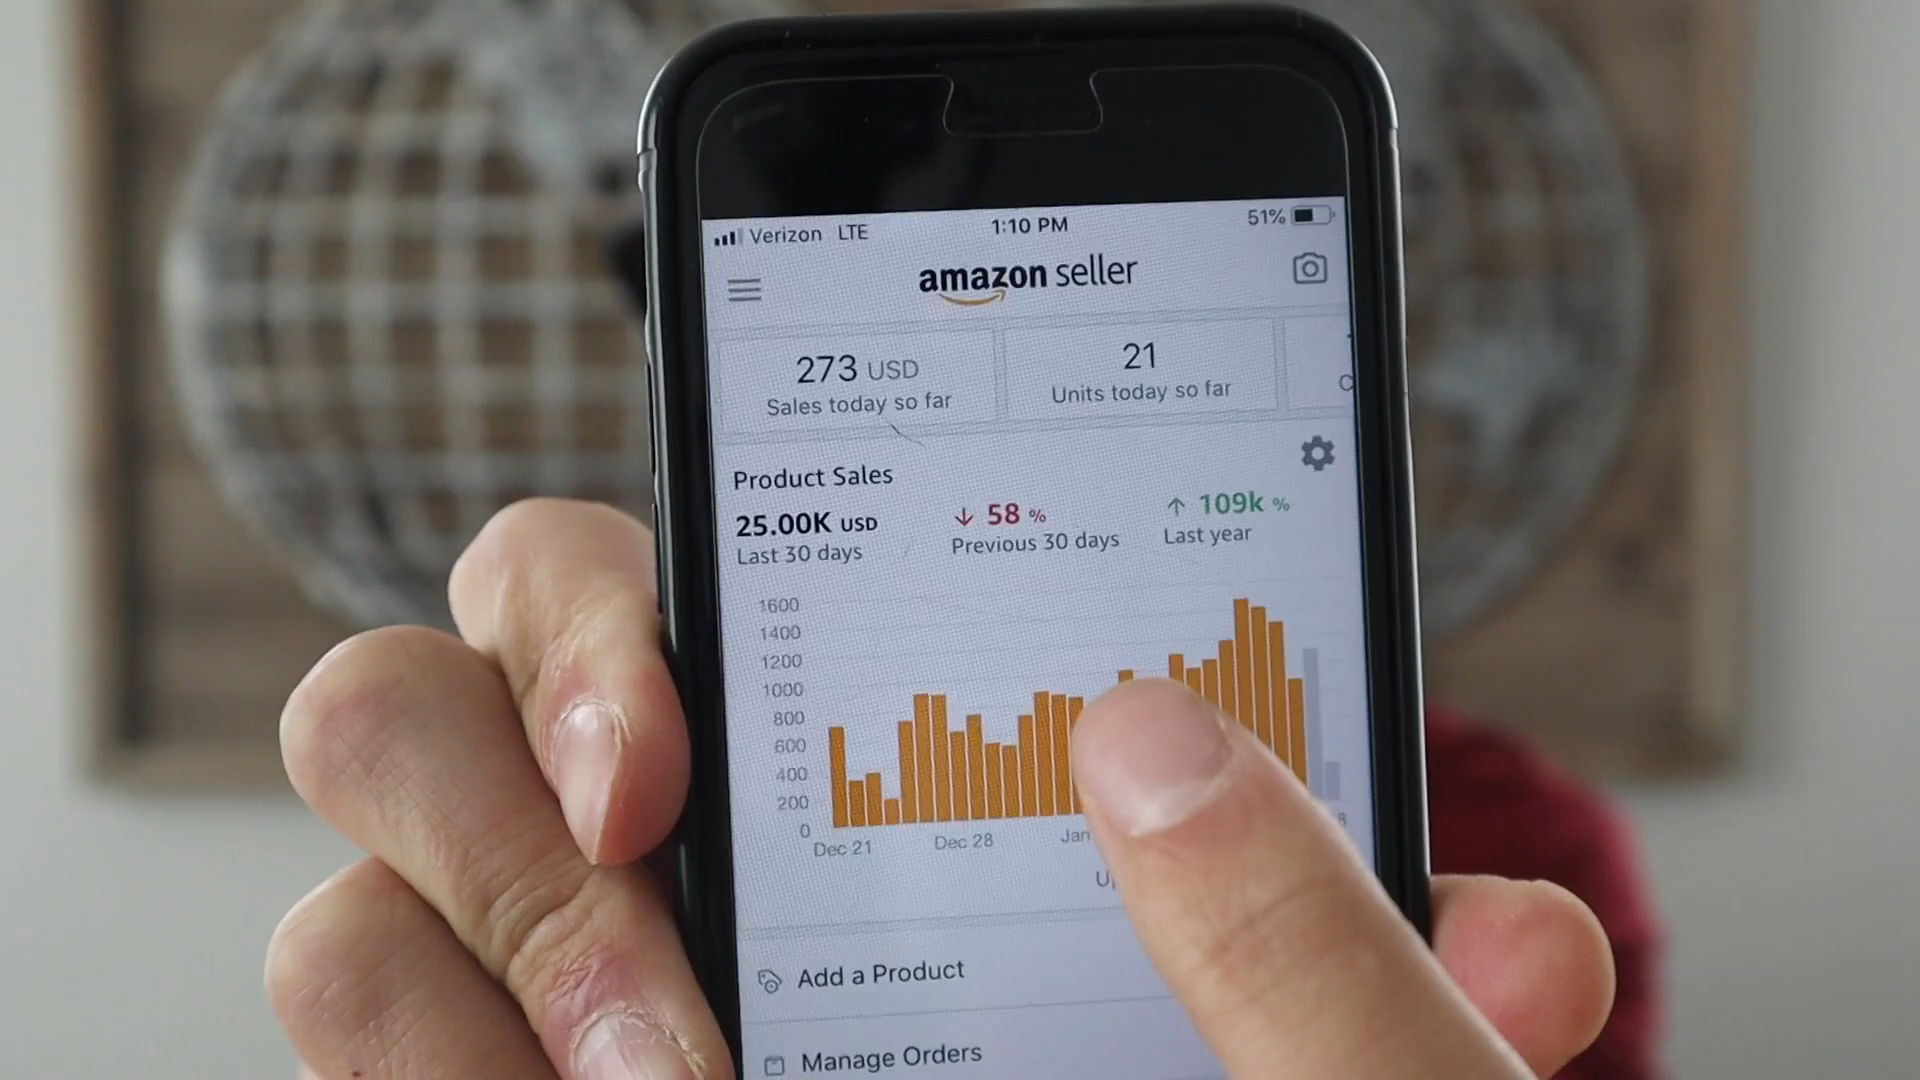 Verizon LTE 1:10 PM 51%
amazon seller
273 USD 21
Sales today so far Units today so far
Product Sales
25.00K USD ↓ 58 % ↑ 109k %
Last 30 days Previous 30 days Last year
1600
1400
1200
1000
800
600
400
200
0
Dec 21 Dec 28 Jan 8
Add a Product
Manage Orders